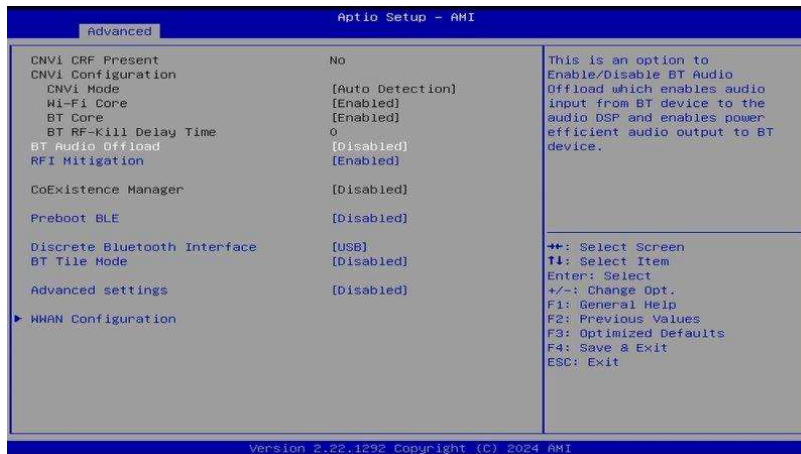 Aptio Setup – AMI
Advanced
CNVi CRF Present No
CNVi Configuration
CNVi Mode [Auto Detection]
Wi-Fi Core [Enabled]
BT Core [Enabled]
BT RF-Kill Delay Time 0
BT Audio Offload [Disabled]
RFI Mitigation [Enabled]
CoExistence Manager [Disabled]
Preboot BLE [Disabled]
Discrete Bluetooth Interface [USB]
BT Tile Mode [Disabled]
Advanced settings [Disabled]
▶ WWAN Configuration
This is an option to
Enable/Disable BT Audio
Offload which enables audio
input from BT device to the
audio DSP and enables power
efficient audio output to BT
device.
→←: Select Screen
↑↓: Select Item
Enter: Select
+/-: Change Opt.
F1: General Help
F2: Previous Values
F3: Optimized Defaults
F4: Save & Exit
ESC: Exit
Version 2.22.1292 Copyright (C) 2024 AMI